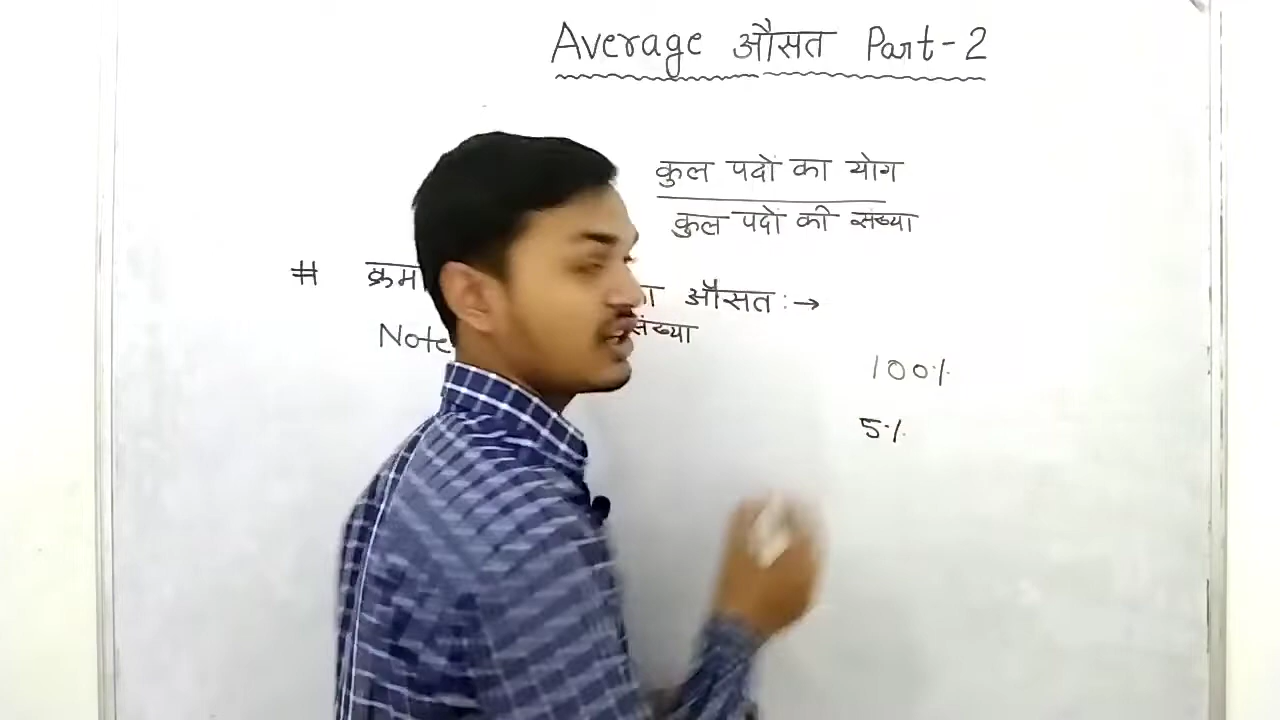 Average औसत Part-2
कुल पदों का योग
कुल पदों की संख्या
# क्रम औसत :→
Note संख्या
100%
5%